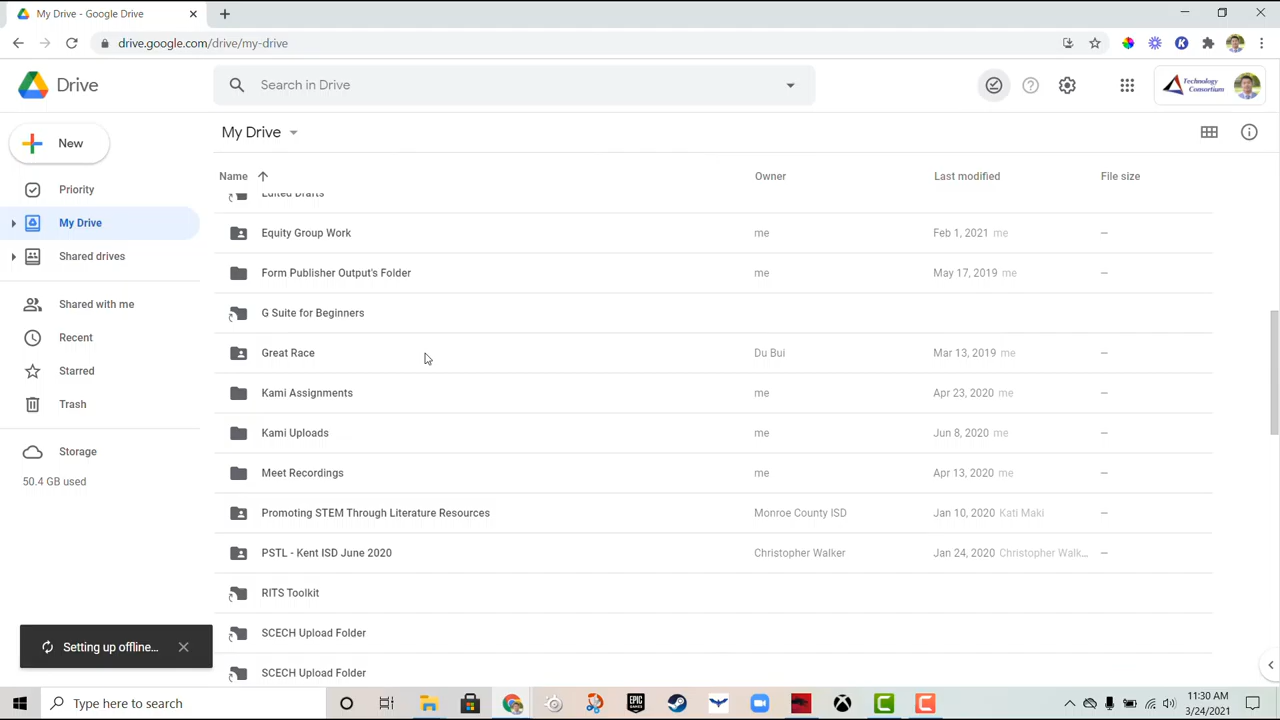 My Drive - Google Drive
drive.google.com/drive/my-drive
Drive
Search in Drive
Technology
Consortium
New
My Drive
Priority
My Drive
Shared drives
Shared with me
Recent
Starred
Trash
Storage
50.4 GB used
Name Owner Last modified File size
Edited Drafts
Equity Group Work me Feb 1, 2021 me –
Form Publisher Output's Folder me May 17, 2019 me –
G Suite for Beginners
Great Race Du Bui Mar 13, 2019 me –
Kami Assignments me Apr 23, 2020 me –
Kami Uploads me Jun 8, 2020 me –
Meet Recordings me Apr 13, 2020 me –
Promoting STEM Through Literature Resources Monroe County ISD Jan 10, 2020 Kati Maki –
PSTL - Kent ISD June 2020 Christopher Walker Jan 24, 2020 Christopher Walk... –
RITS Toolkit
SCECH Upload Folder
SCECH Upload Folder
Setting up offline...
Type here to search
EPIC
GAMES
11:30 AM
3/24/2021